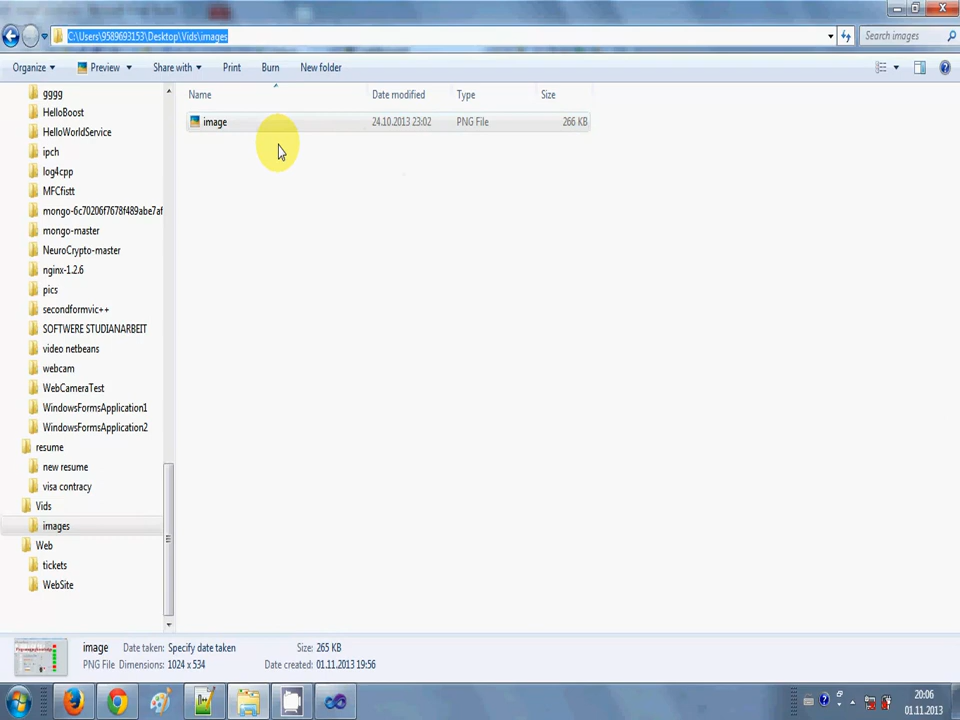 C:\Users\9589693153\Desktop\Vids\images
Search images
Organize
Preview
Share with
Print
Burn
New folder
Name
Date modified
Type
Size
image
24.10.2013 23:02
PNG File
266 KB
gggg
HelloBoost
HelloWorldService
ipch
log4cpp
MFCfistt
mongo-6c70206f7678f489abe7af
mongo-master
NeuroCrypto-master
nginx-1.2.6
pics
secondformvic++
SOFTWERE STUDIANARBEIT
video netbeans
webcam
WebCameraTest
WindowsFormsApplication1
WindowsFormsApplication2
resume
new resume
visa contracy
Vids
images
Web
tickets
WebSite
image
Date taken: Specify date taken
Size: 265 KB
PNG File
Dimensions: 1024 x 534
Date created: 01.11.2013 19:56
20:06
01.11.2013